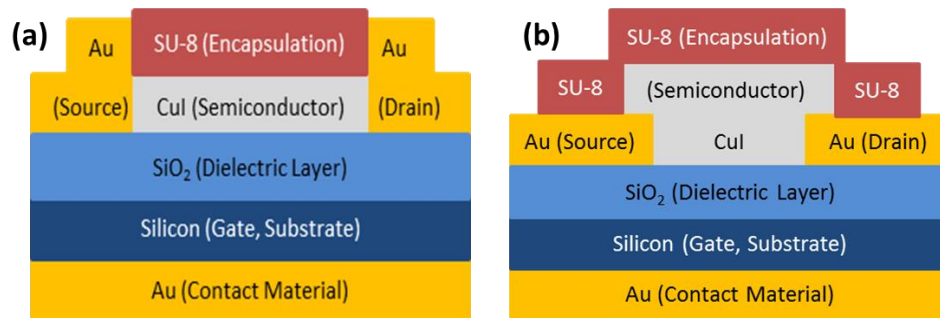 (a)
Au
SU-8 (Encapsulation)
Au
(Source)
CuI (Semiconductor)
(Drain)
SiO₂ (Dielectric Layer)
Silicon (Gate, Substrate)
Au (Contact Material)
(b)
SU-8 (Encapsulation)
SU-8
(Semiconductor)
SU-8
Au (Source)
CuI
Au (Drain)
SiO₂ (Dielectric Layer)
Silicon (Gate, Substrate)
Au (Contact Material)